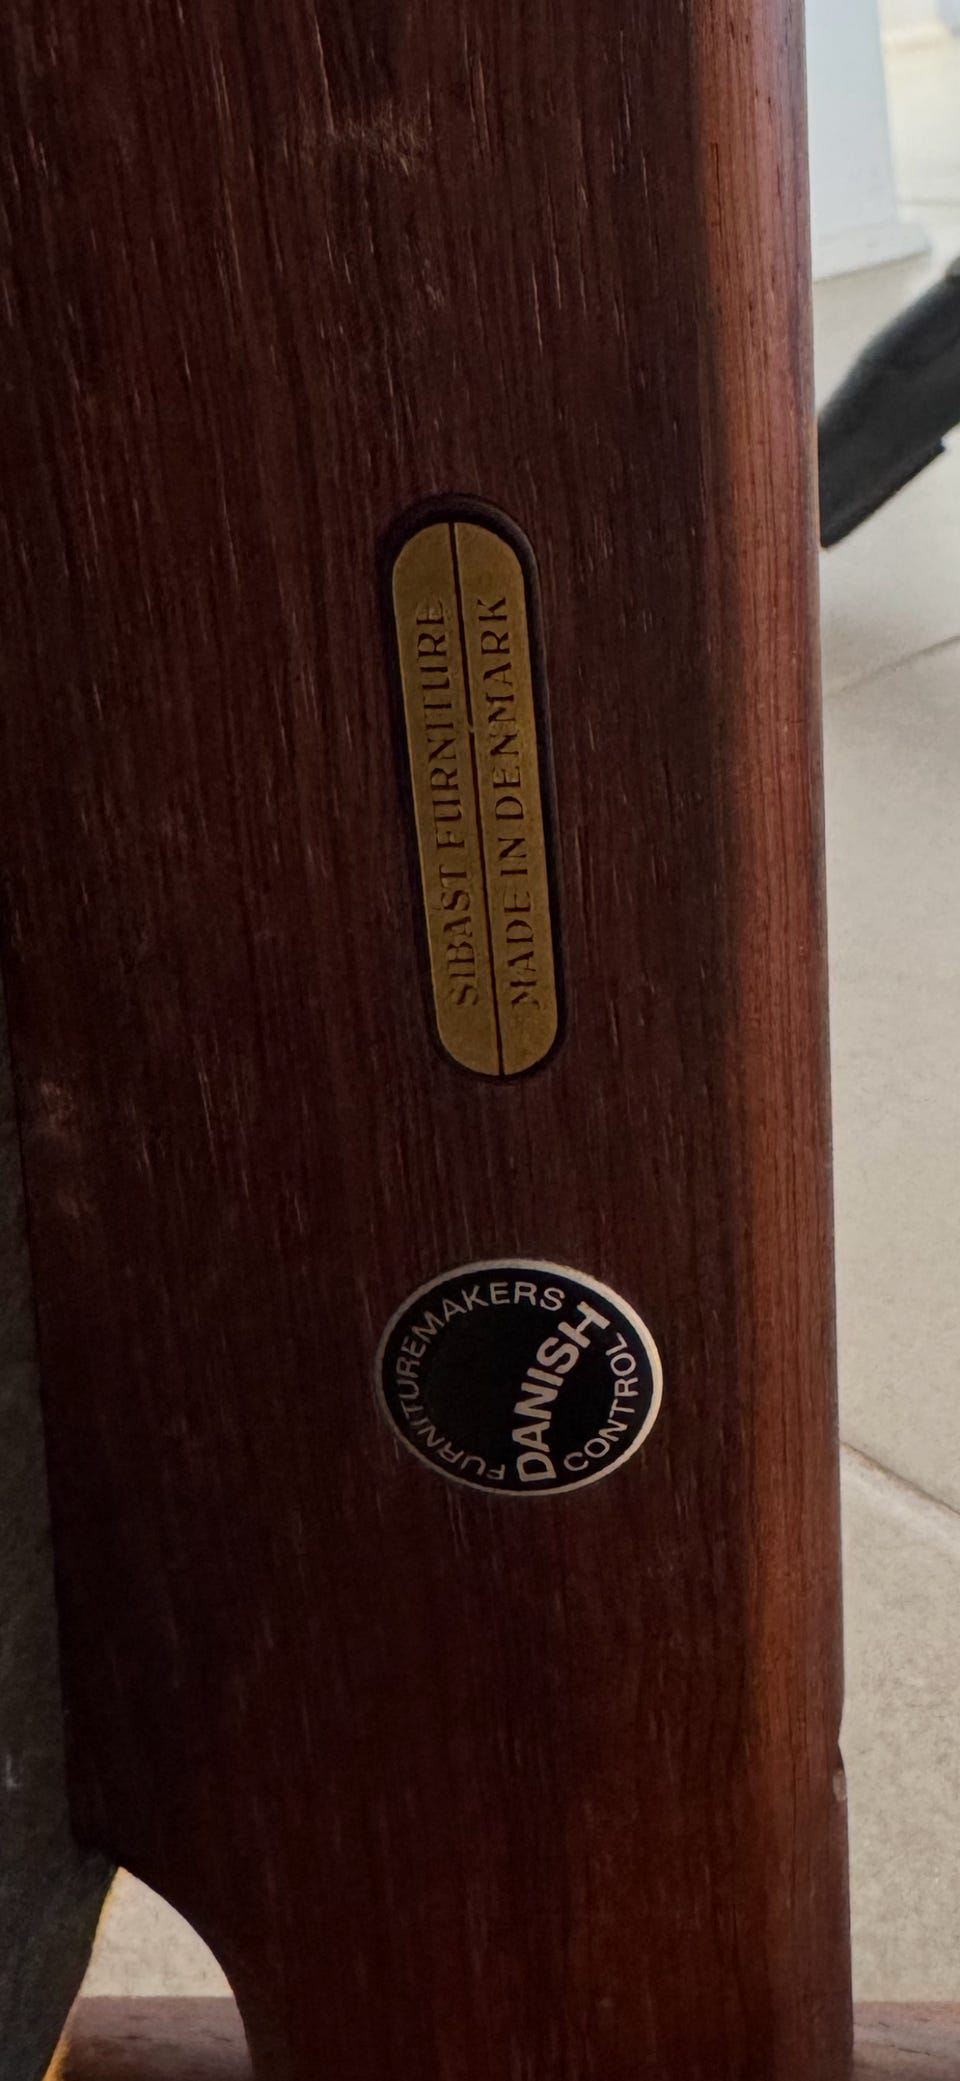 SIBAST FURNITURE
MADE IN DENMARK
FURNITUREMAKERS
DANISH
CONTROL